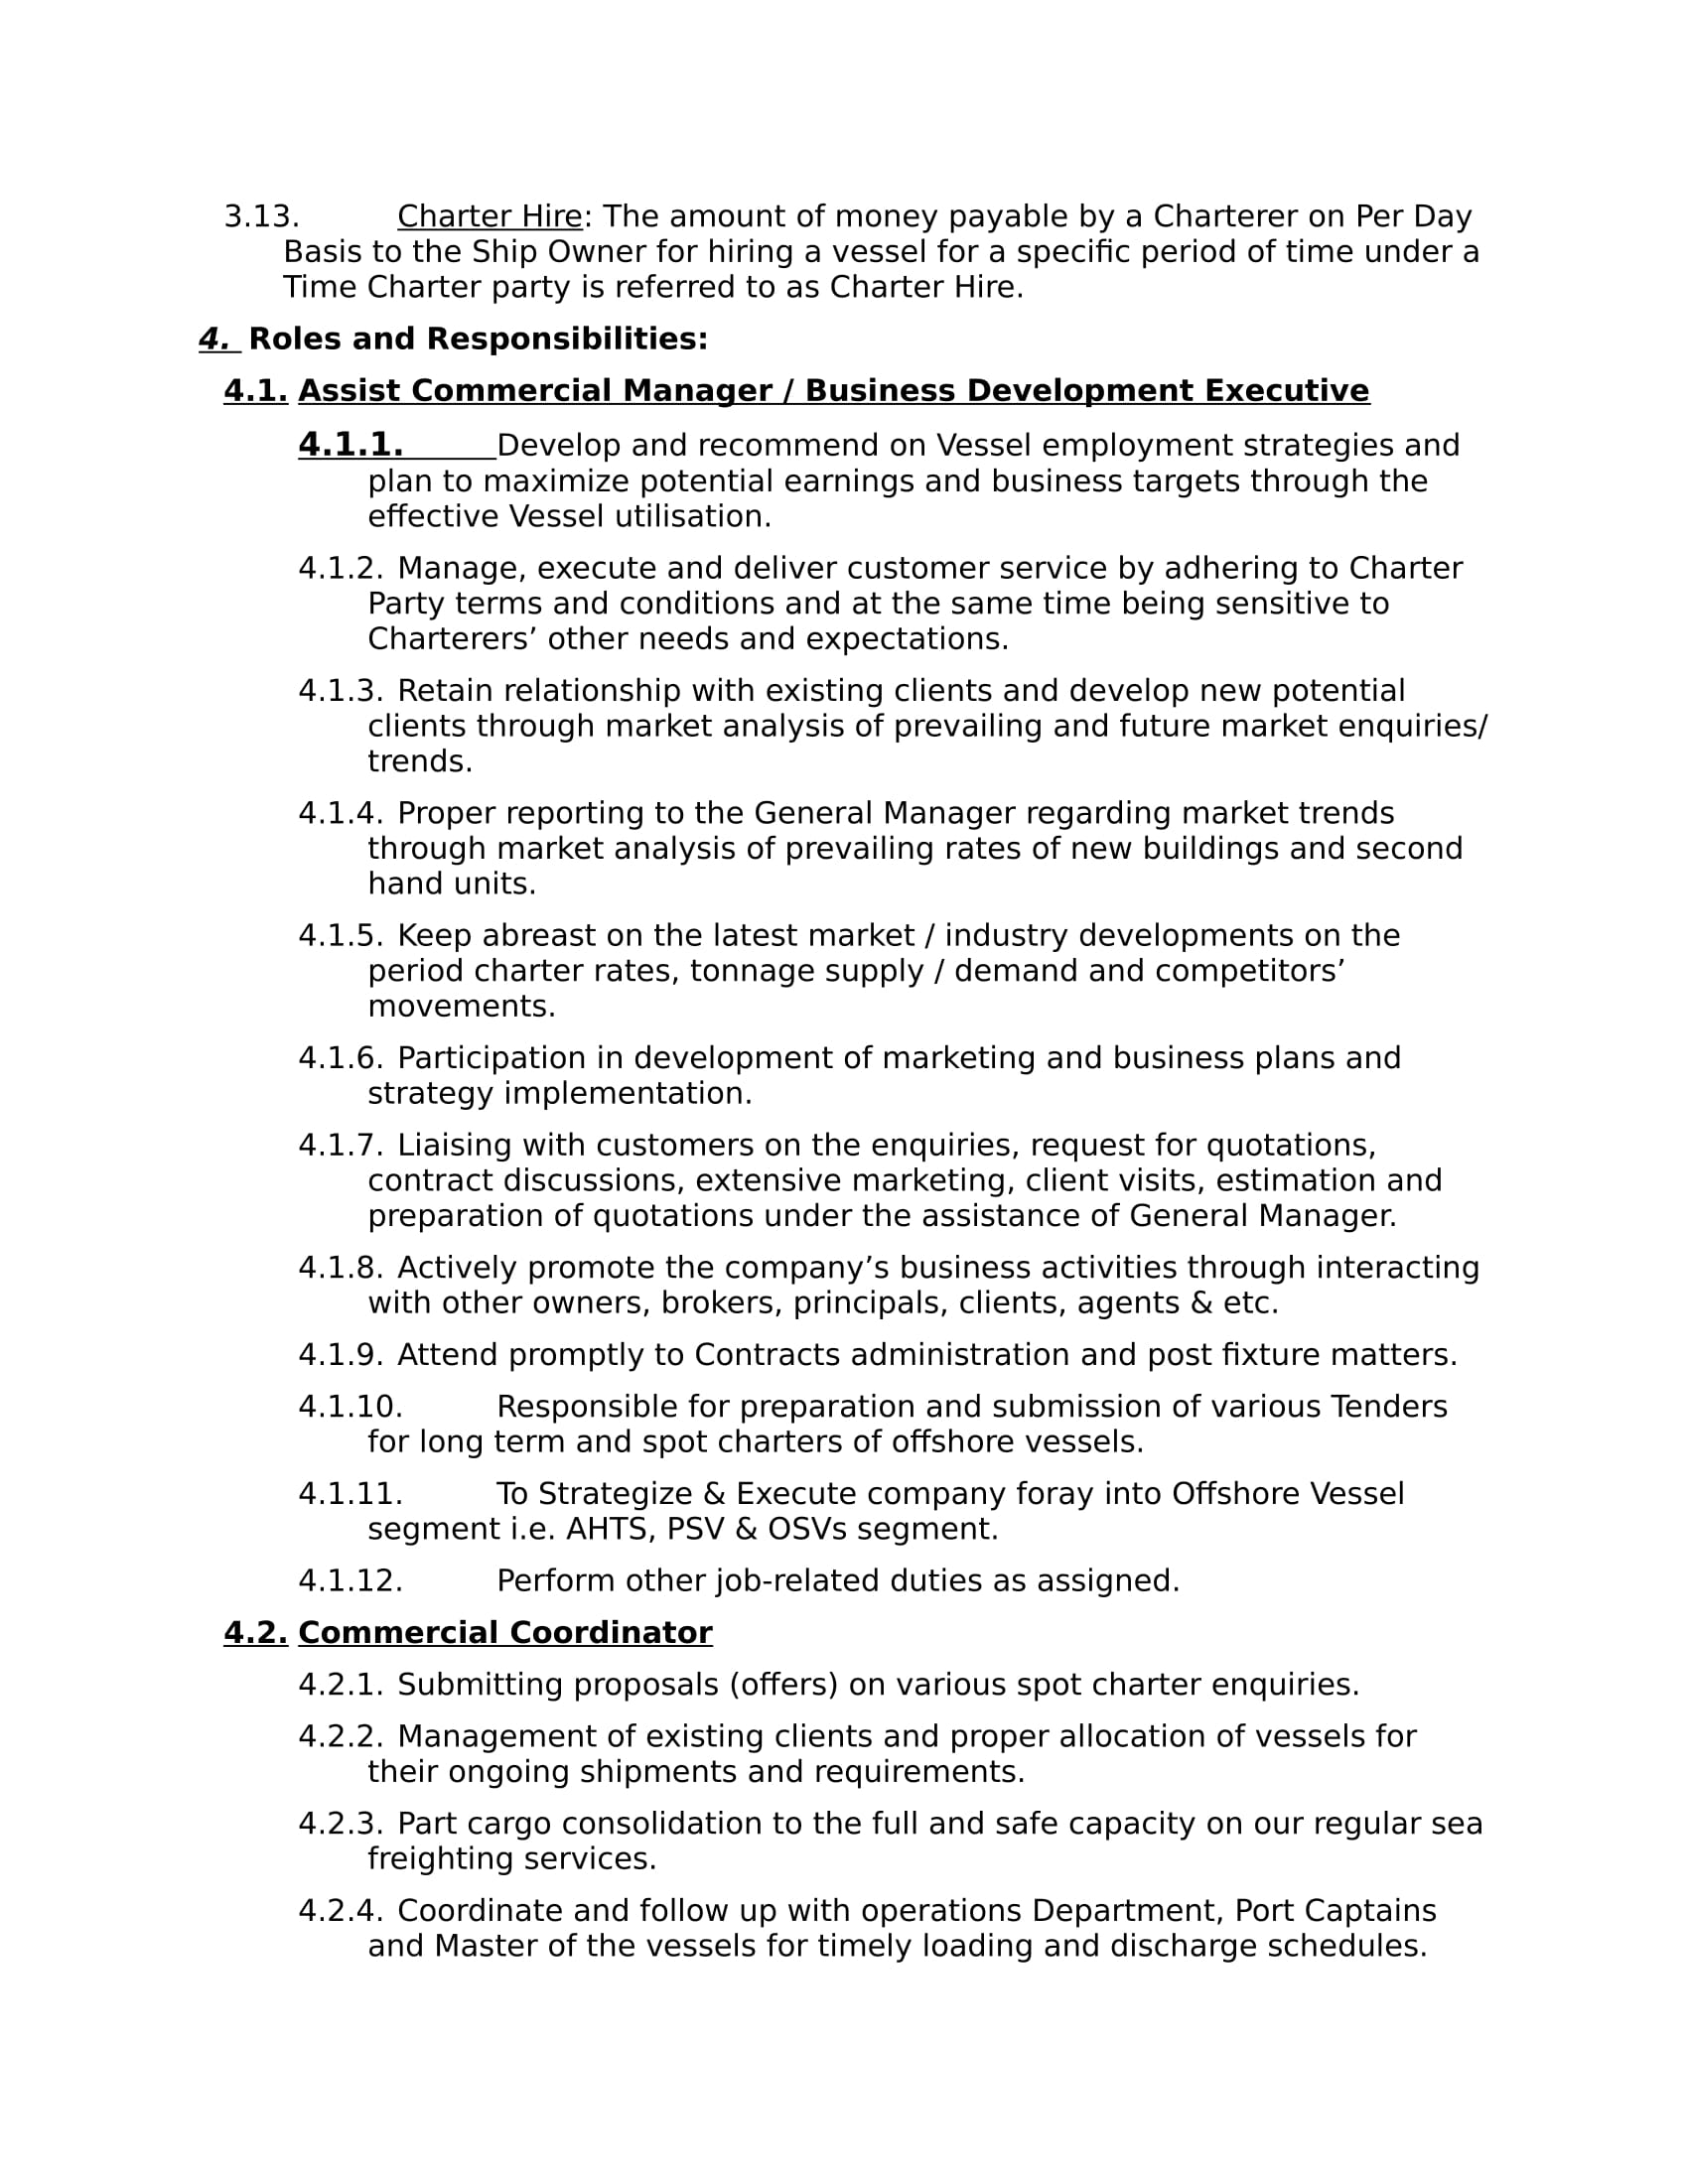 3.13. Charter Hire: The amount of money payable by a Charterer on Per Day
Basis to the Ship Owner for hiring a vessel for a specific period of time under a
Time Charter party is referred to as Charter Hire.
4. Roles and Responsibilities:
4.1. Assist Commercial Manager / Business Development Executive
4.1.1. Develop and recommend on Vessel employment strategies and
plan to maximize potential earnings and business targets through the
effective Vessel utilisation.
4.1.2. Manage, execute and deliver customer service by adhering to Charter
Party terms and conditions and at the same time being sensitive to
Charterers’ other needs and expectations.
4.1.3. Retain relationship with existing clients and develop new potential
clients through market analysis of prevailing and future market enquiries/
trends.
4.1.4. Proper reporting to the General Manager regarding market trends
through market analysis of prevailing rates of new buildings and second
hand units.
4.1.5. Keep abreast on the latest market / industry developments on the
period charter rates, tonnage supply / demand and competitors’
movements.
4.1.6. Participation in development of marketing and business plans and
strategy implementation.
4.1.7. Liaising with customers on the enquiries, request for quotations,
contract discussions, extensive marketing, client visits, estimation and
preparation of quotations under the assistance of General Manager.
4.1.8. Actively promote the company’s business activities through interacting
with other owners, brokers, principals, clients, agents & etc.
4.1.9. Attend promptly to Contracts administration and post fixture matters.
4.1.10. Responsible for preparation and submission of various Tenders
for long term and spot charters of offshore vessels.
4.1.11. To Strategize & Execute company foray into Offshore Vessel
segment i.e. AHTS, PSV & OSVs segment.
4.1.12. Perform other job-related duties as assigned.
4.2. Commercial Coordinator
4.2.1. Submitting proposals (offers) on various spot charter enquiries.
4.2.2. Management of existing clients and proper allocation of vessels for
their ongoing shipments and requirements.
4.2.3. Part cargo consolidation to the full and safe capacity on our regular sea
freighting services.
4.2.4. Coordinate and follow up with operations Department, Port Captains
and Master of the vessels for timely loading and discharge schedules.